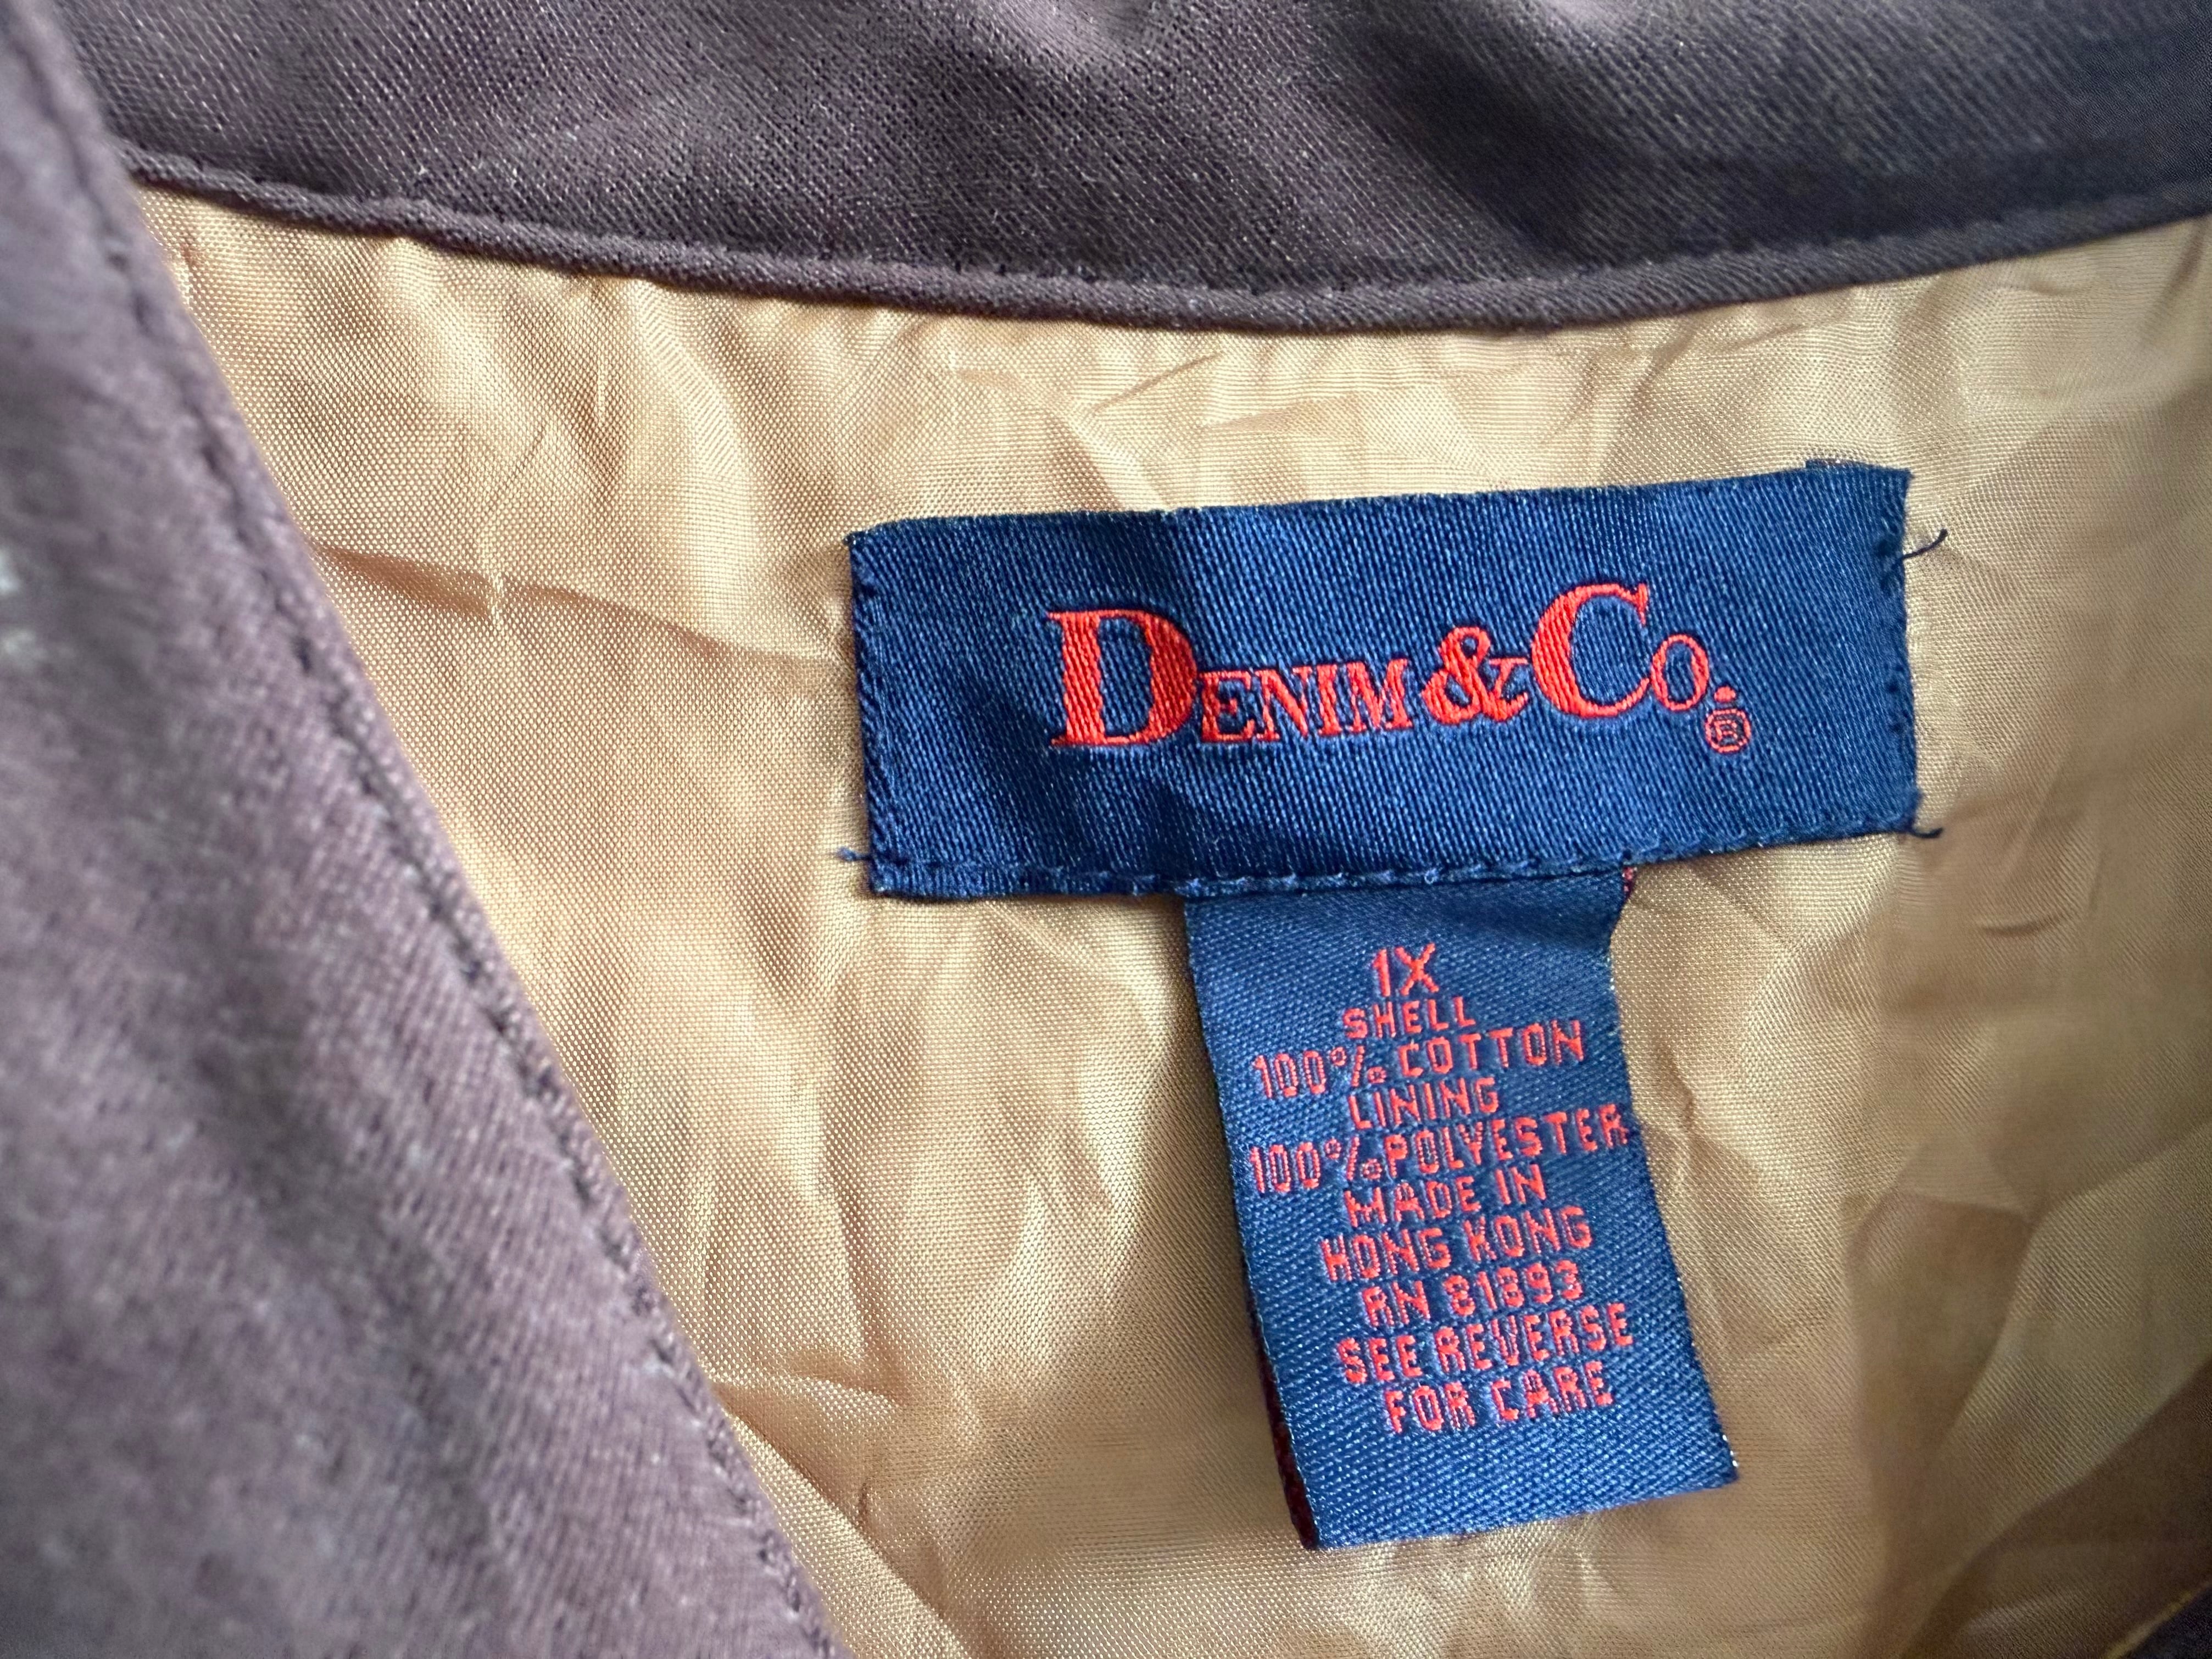 DENIM & CO.®
1X
SHELL
100% COTTON
LINING
100% POLYESTER
MADE IN
HONG KONG
RN 81893
SEE REVERSE
FOR CARE